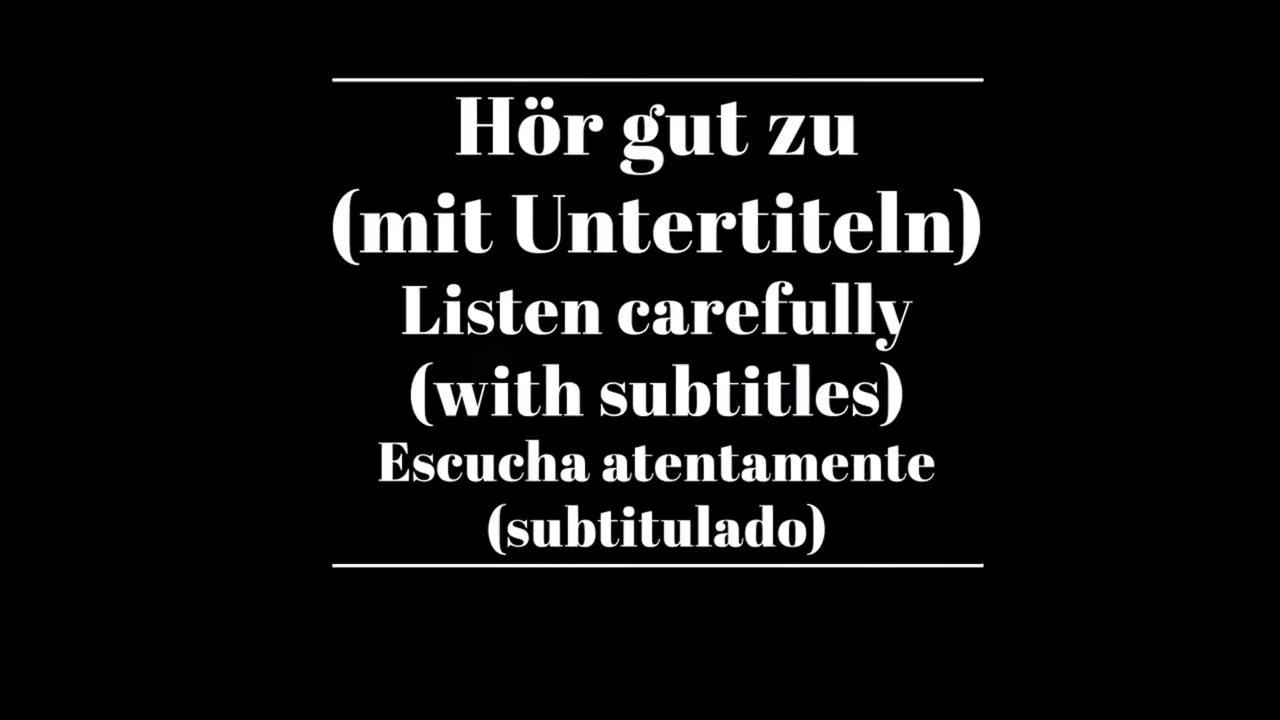 Hör gut zu
(mit Untertiteln)
Listen carefully
(with subtitles)
Escucha atentamente
(subtitulado)